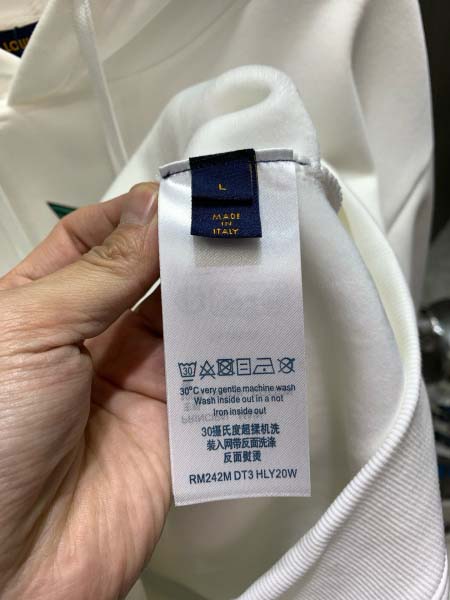 L
MADE IN
ITALY
30
30°C very gentle machine wash
Wash inside out in a not
Iron inside out
30摄氏度超揉机洗
装入网带反面洗涤
反面熨烫
RM242M DT3 HLY20W